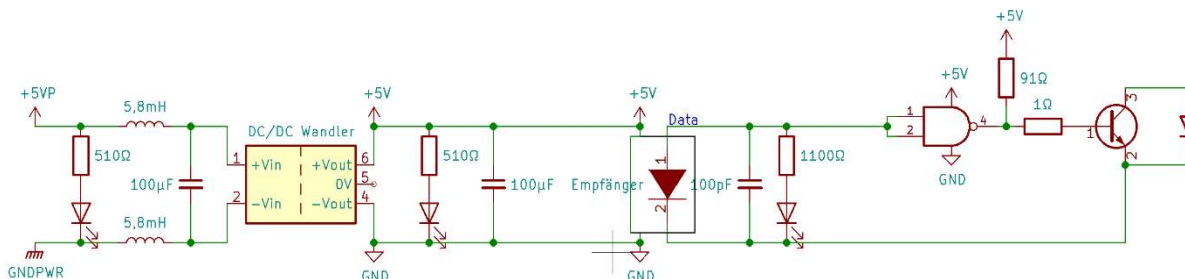 +5VP
5,8mH
510Ω
100µF
5,8mH
GNDPWR
DC/DC Wandler
1
+Vin
+Vout
6
0V
5
2
-Vin
-Vout
4
+5V
510Ω
100µF
GND
+5V
Data
1
Empfänger
2
GND
100pF
1100Ω
+5V
1
2
4
GND
+5V
91Ω
1Ω
1
3
2